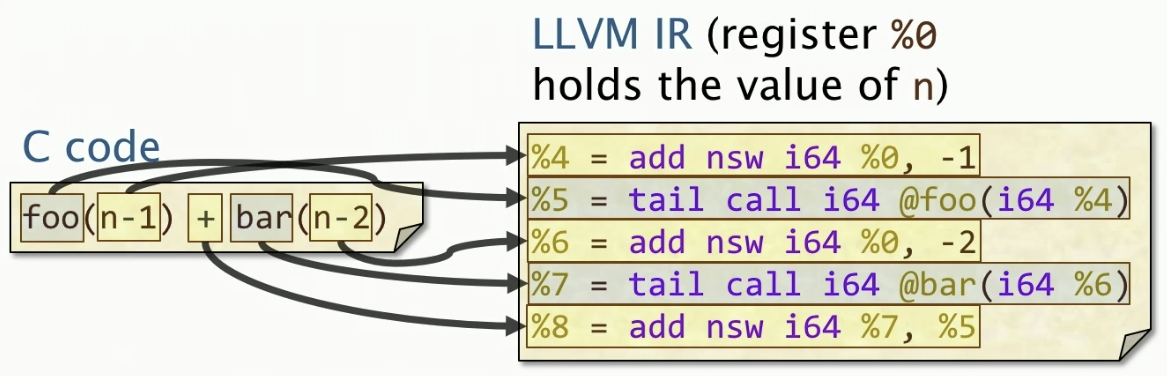 LLVM IR (register %0
holds the value of n)
C code
foo(n-1) + bar(n-2)
%4 = add nsw i64 %0, -1
%5 = tail call i64 @foo(i64 %4)
%6 = add nsw i64 %0, -2
%7 = tail call i64 @bar(i64 %6)
%8 = add nsw i64 %7, %5